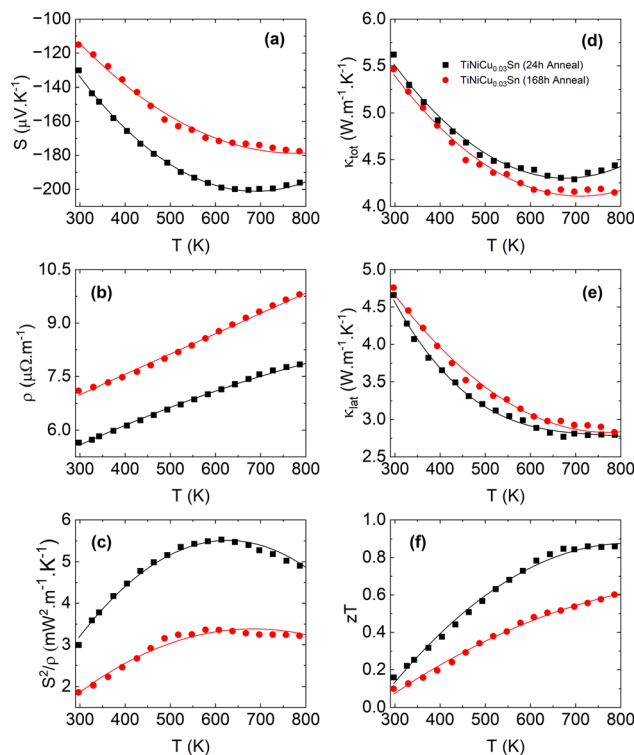 (a)
S (μV.K⁻¹)
−100
−120
−140
−160
−180
−200
300 400 500 600 700 800
T (K)
(d)
TiNiCu₀.₀₃Sn (24h Anneal)
TiNiCu₀.₀₃Sn (168h Anneal)
κtot (W.m⁻¹.K⁻¹)
6.0
5.5
5.0
4.5
4.0
300 400 500 600 700 800
T (K)
(b)
ρ (μΩ.m⁻¹)
10.5
9.0
7.5
6.0
300 400 500 600 700 800
T (K)
(e)
κlat (W.m⁻¹.K⁻¹)
5.0
4.5
4.0
3.5
3.0
2.5
300 400 500 600 700 800
T (K)
(c)
S²/ρ (mW².m⁻¹.K⁻¹)
6
5
3
2
300 400 500 600 700 800
T (K)
(f)
zT
1.0
0.8
0.6
0.4
0.2
0.0
300 400 500 600 700 800
T (K)